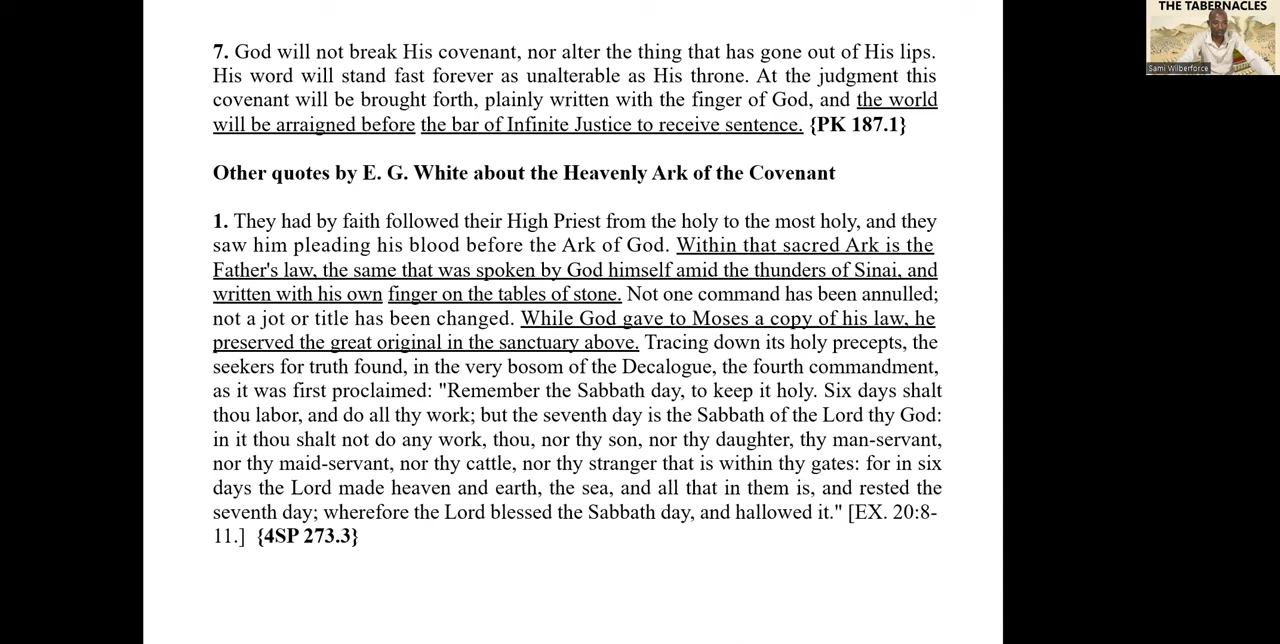 THE TABERNACLES
Sami Wilberforce
7. God will not break His covenant, nor alter the thing that has gone out of His lips.
His word will stand fast forever as unalterable as His throne. At the judgment this
covenant will be brought forth, plainly written with the finger of God, and the world
will be arraigned before the bar of Infinite Justice to receive sentence. {PK 187.1}
Other quotes by E. G. White about the Heavenly Ark of the Covenant
1. They had by faith followed their High Priest from the holy to the most holy, and they
saw him pleading his blood before the Ark of God. Within that sacred Ark is the
Father's law, the same that was spoken by God himself amid the thunders of Sinai, and
written with his own finger on the tables of stone. Not one command has been annulled;
not a jot or title has been changed. While God gave to Moses a copy of his law, he
preserved the great original in the sanctuary above. Tracing down its holy precepts, the
seekers for truth found, in the very bosom of the Decalogue, the fourth commandment,
as it was first proclaimed: "Remember the Sabbath day, to keep it holy. Six days shalt
thou labor, and do all thy work; but the seventh day is the Sabbath of the Lord thy God:
in it thou shalt not do any work, thou, nor thy son, nor thy daughter, thy man-servant,
nor thy maid-servant, nor thy cattle, nor thy stranger that is within thy gates: for in six
days the Lord made heaven and earth, the sea, and all that in them is, and rested the
seventh day; wherefore the Lord blessed the Sabbath day, and hallowed it." [EX. 20:8-
11.] {4SP 273.3}